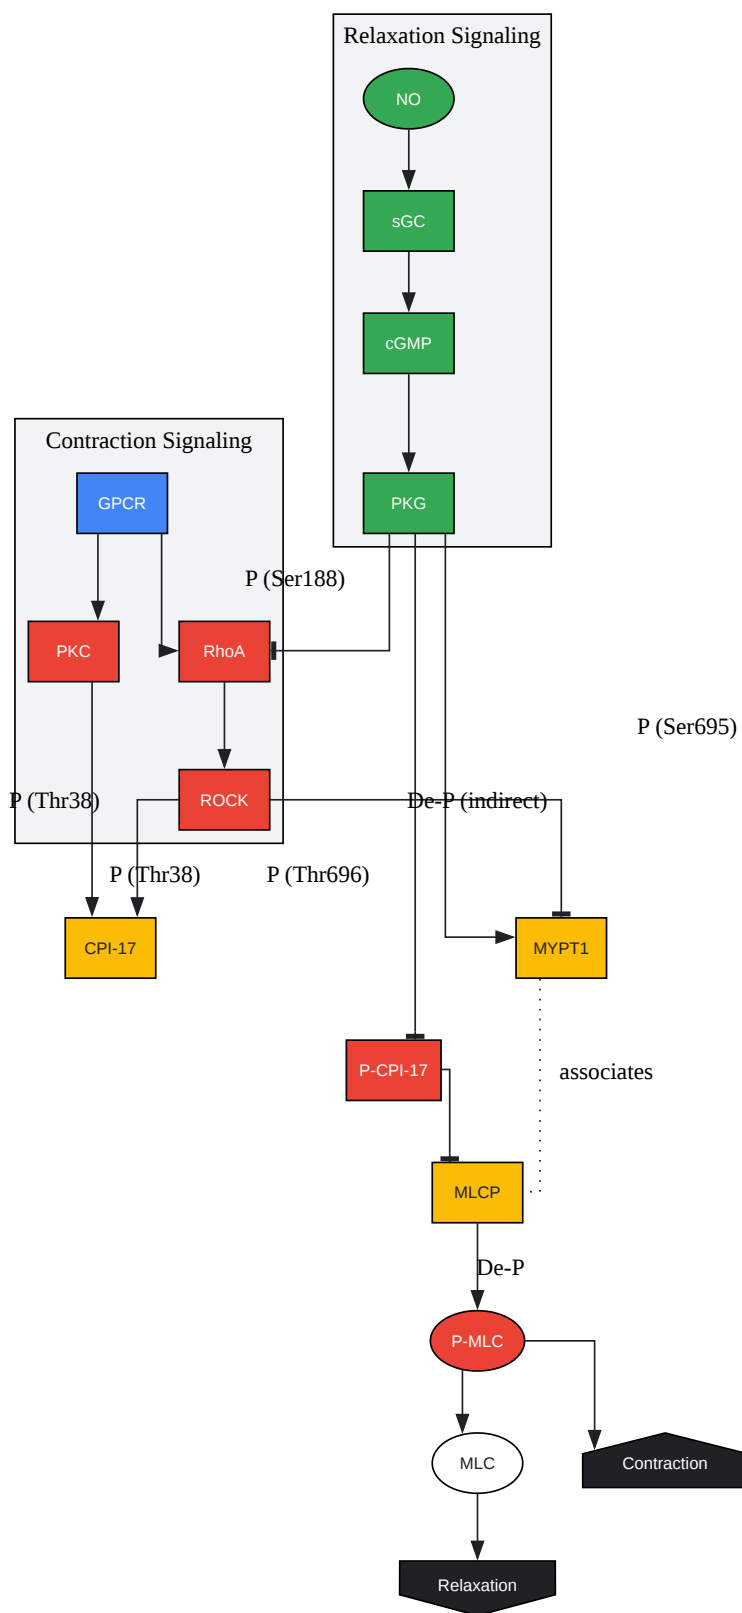 Relaxation Signaling
NO
sGC
cGMP
Contraction Signaling
GPCR
PKG
P (Ser188)
PKC
RhoA
P (Ser695)
P (Thr38)
ROCK
De-P (indirect)
P (Thr38)
P (Thr696)
CPI-17
MYPT1
P-CPI-17
associates
MLCP
De-P
P-MLC
MLC
Contraction
Relaxation